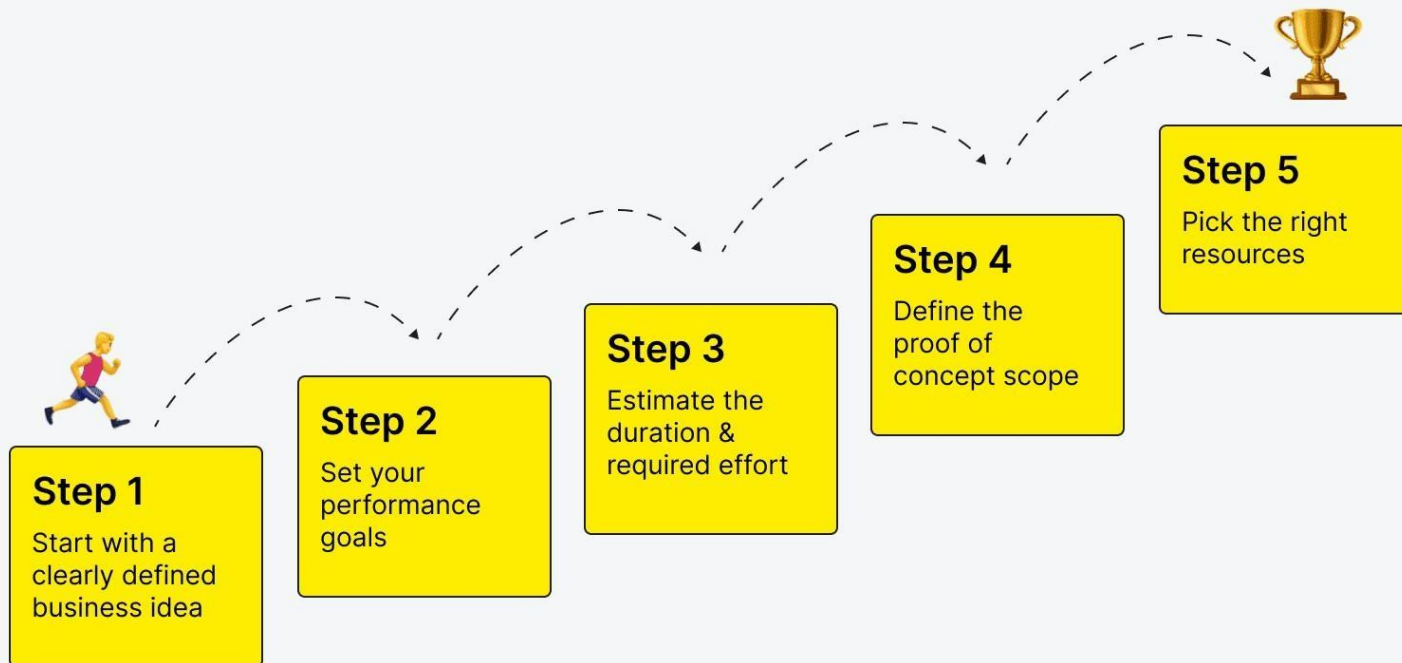 Step 1
Start with a
clearly defined
business idea
Step 2
Set your
performance
goals
Step 3
Estimate the
duration &
required effort
Step 4
Define the
proof of
concept scope
Step 5
Pick the right
resources